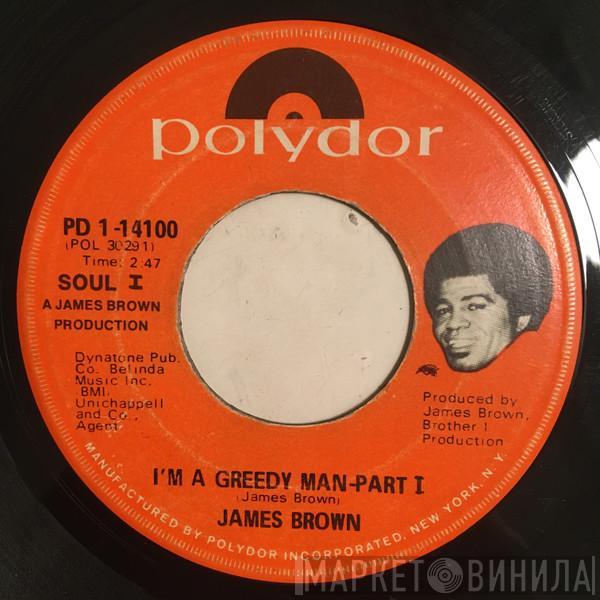 polydor
PD 1-14100
(POL 30291)
Time: 2:47
SOUL I
A JAMES BROWN
PRODUCTION
Dynatone Pub.
Co. Belinda
Music Inc.
BMI
Unichappell
and Co.,
Agent
Produced by
James Brown,
Brother I
Production
I'M A GREEDY MAN-PART I
(James Brown)
JAMES BROWN
MANUFACTURED BY POLYDOR INCORPORATED, NEW YORK, N.Y.
МАРКЕТ ВИНИЛА